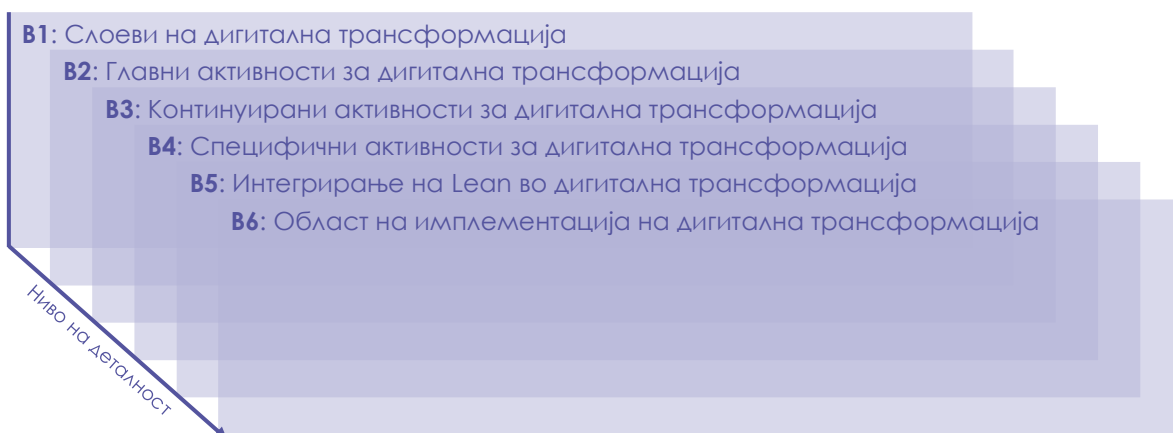 B1: Слоеви на дигитална трансформација
B2: Главни активности за дигитална трансформација
B3: Континуирани активности за дигитална трансформација
B4: Специфични активности за дигитална трансформација
B5: Интегрирање на Lean во дигитална трансформација
B6: Област на имплементација на дигитална трансформација
Ниво на деталност